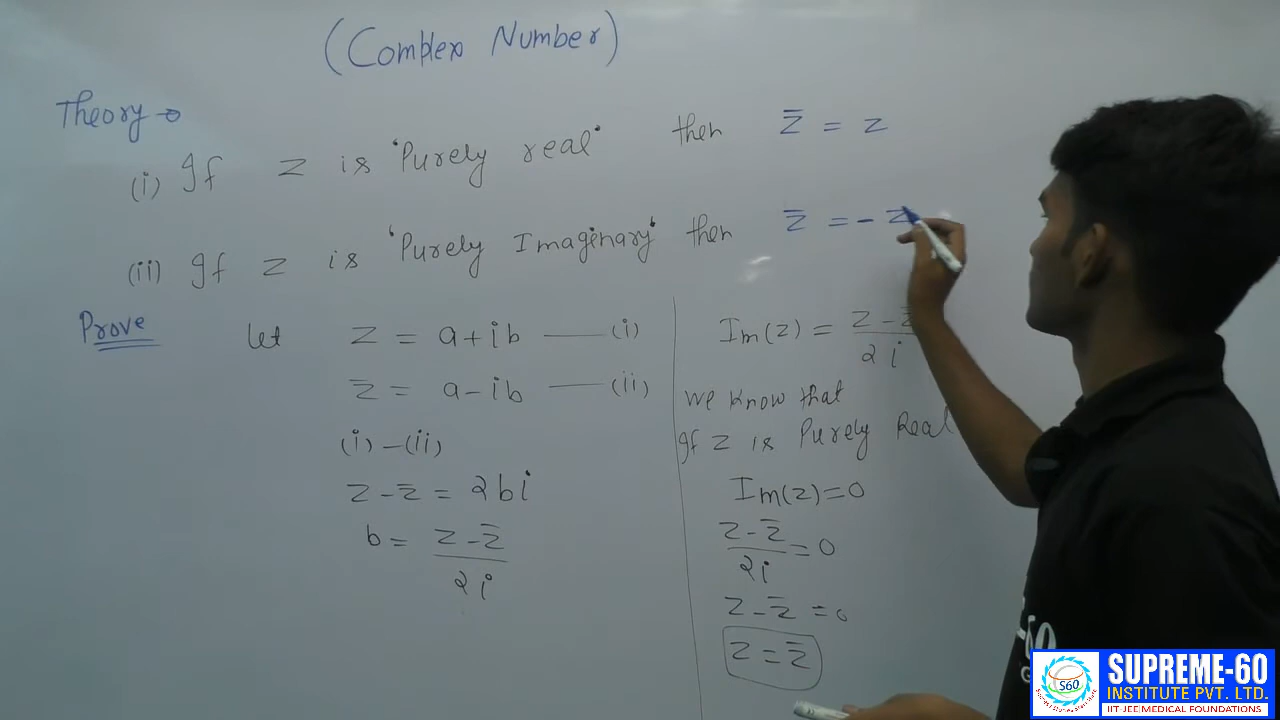 (Complex Number)
Theory →
(i) If z is 'Purely real' then z̄ = z
(ii) If z is 'Purely Imaginary' then z̄ = - z
Prove let z = a+ib —— (i)
z̄ = a-ib —— (ii)
(i) - (ii)
z - z̄ = 2bi
b = (z - z̄)/2i
Im(z) = (z - z̄)/2i
We know that
If z is Purely Real
Im(z) = 0
(z - z̄)/2i = 0
z - z̄ = 0
z = z̄
S60
SUPREME-60
INSTITUTE PVT. LTD.
IIT-JEE|MEDICAL FOUNDATIONS